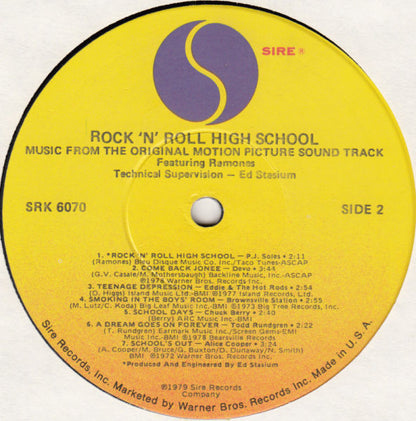 SIRE ®
ROCK 'N' ROLL HIGH SCHOOL
MUSIC FROM THE ORIGINAL MOTION PICTURE SOUND TRACK
Featuring Ramones
Technical Supervision — Ed Stasium
SRK 6070
SIDE 2
1. *ROCK 'N' ROLL HIGH SCHOOL — P.J. Soles • 2:11
(Ramones) Bleu Disque Music Co. Inc./Taco Tunes-ASCAP
2. COME BACK JONEE — Devo • 3:44
(G.V. Casale/M. Mothersbaugh) Backline Music, Inc.-ASCAP
℗1978 Warner Bros. Records Inc.
3. TEENAGE DEPRESSION — Eddie & The Hot Rods • 2:54
(D. Higgs) Island Music Ltd.-BMI ℗1977 Island Records, Ltd.
4. SMOKING IN THE BOYS' ROOM — Brownsville Station • 2:55
(M. Lutz/C. Koda) Big Leaf Music Inc.-BMI ℗1973 Big Tree Records, Inc.
5. SCHOOL DAYS — Chuck Berry • 2:40
(Berry) ARC Music Inc.-BMI
6. A DREAM GOES ON FOREVER — Todd Rundgren • 2:22
(T. Rundgren) Earmark Music Inc./Screen Gems-EMI
Music Inc.-BMI ℗1978 Bearsville Records
7. SCHOOL'S OUT — Alice Cooper • 3:24
(A. Cooper/M. Bruce/G. Buxton/D. Dunaway/N. Smith)
BMI ℗1972 Warner Bros. Records Inc.
*Produced And Engineered By Ed Stasium
℗1979 Sire Records
Company
Sire Records, Inc. Marketed by Warner Bros. Records Inc. Made in U.S.A.